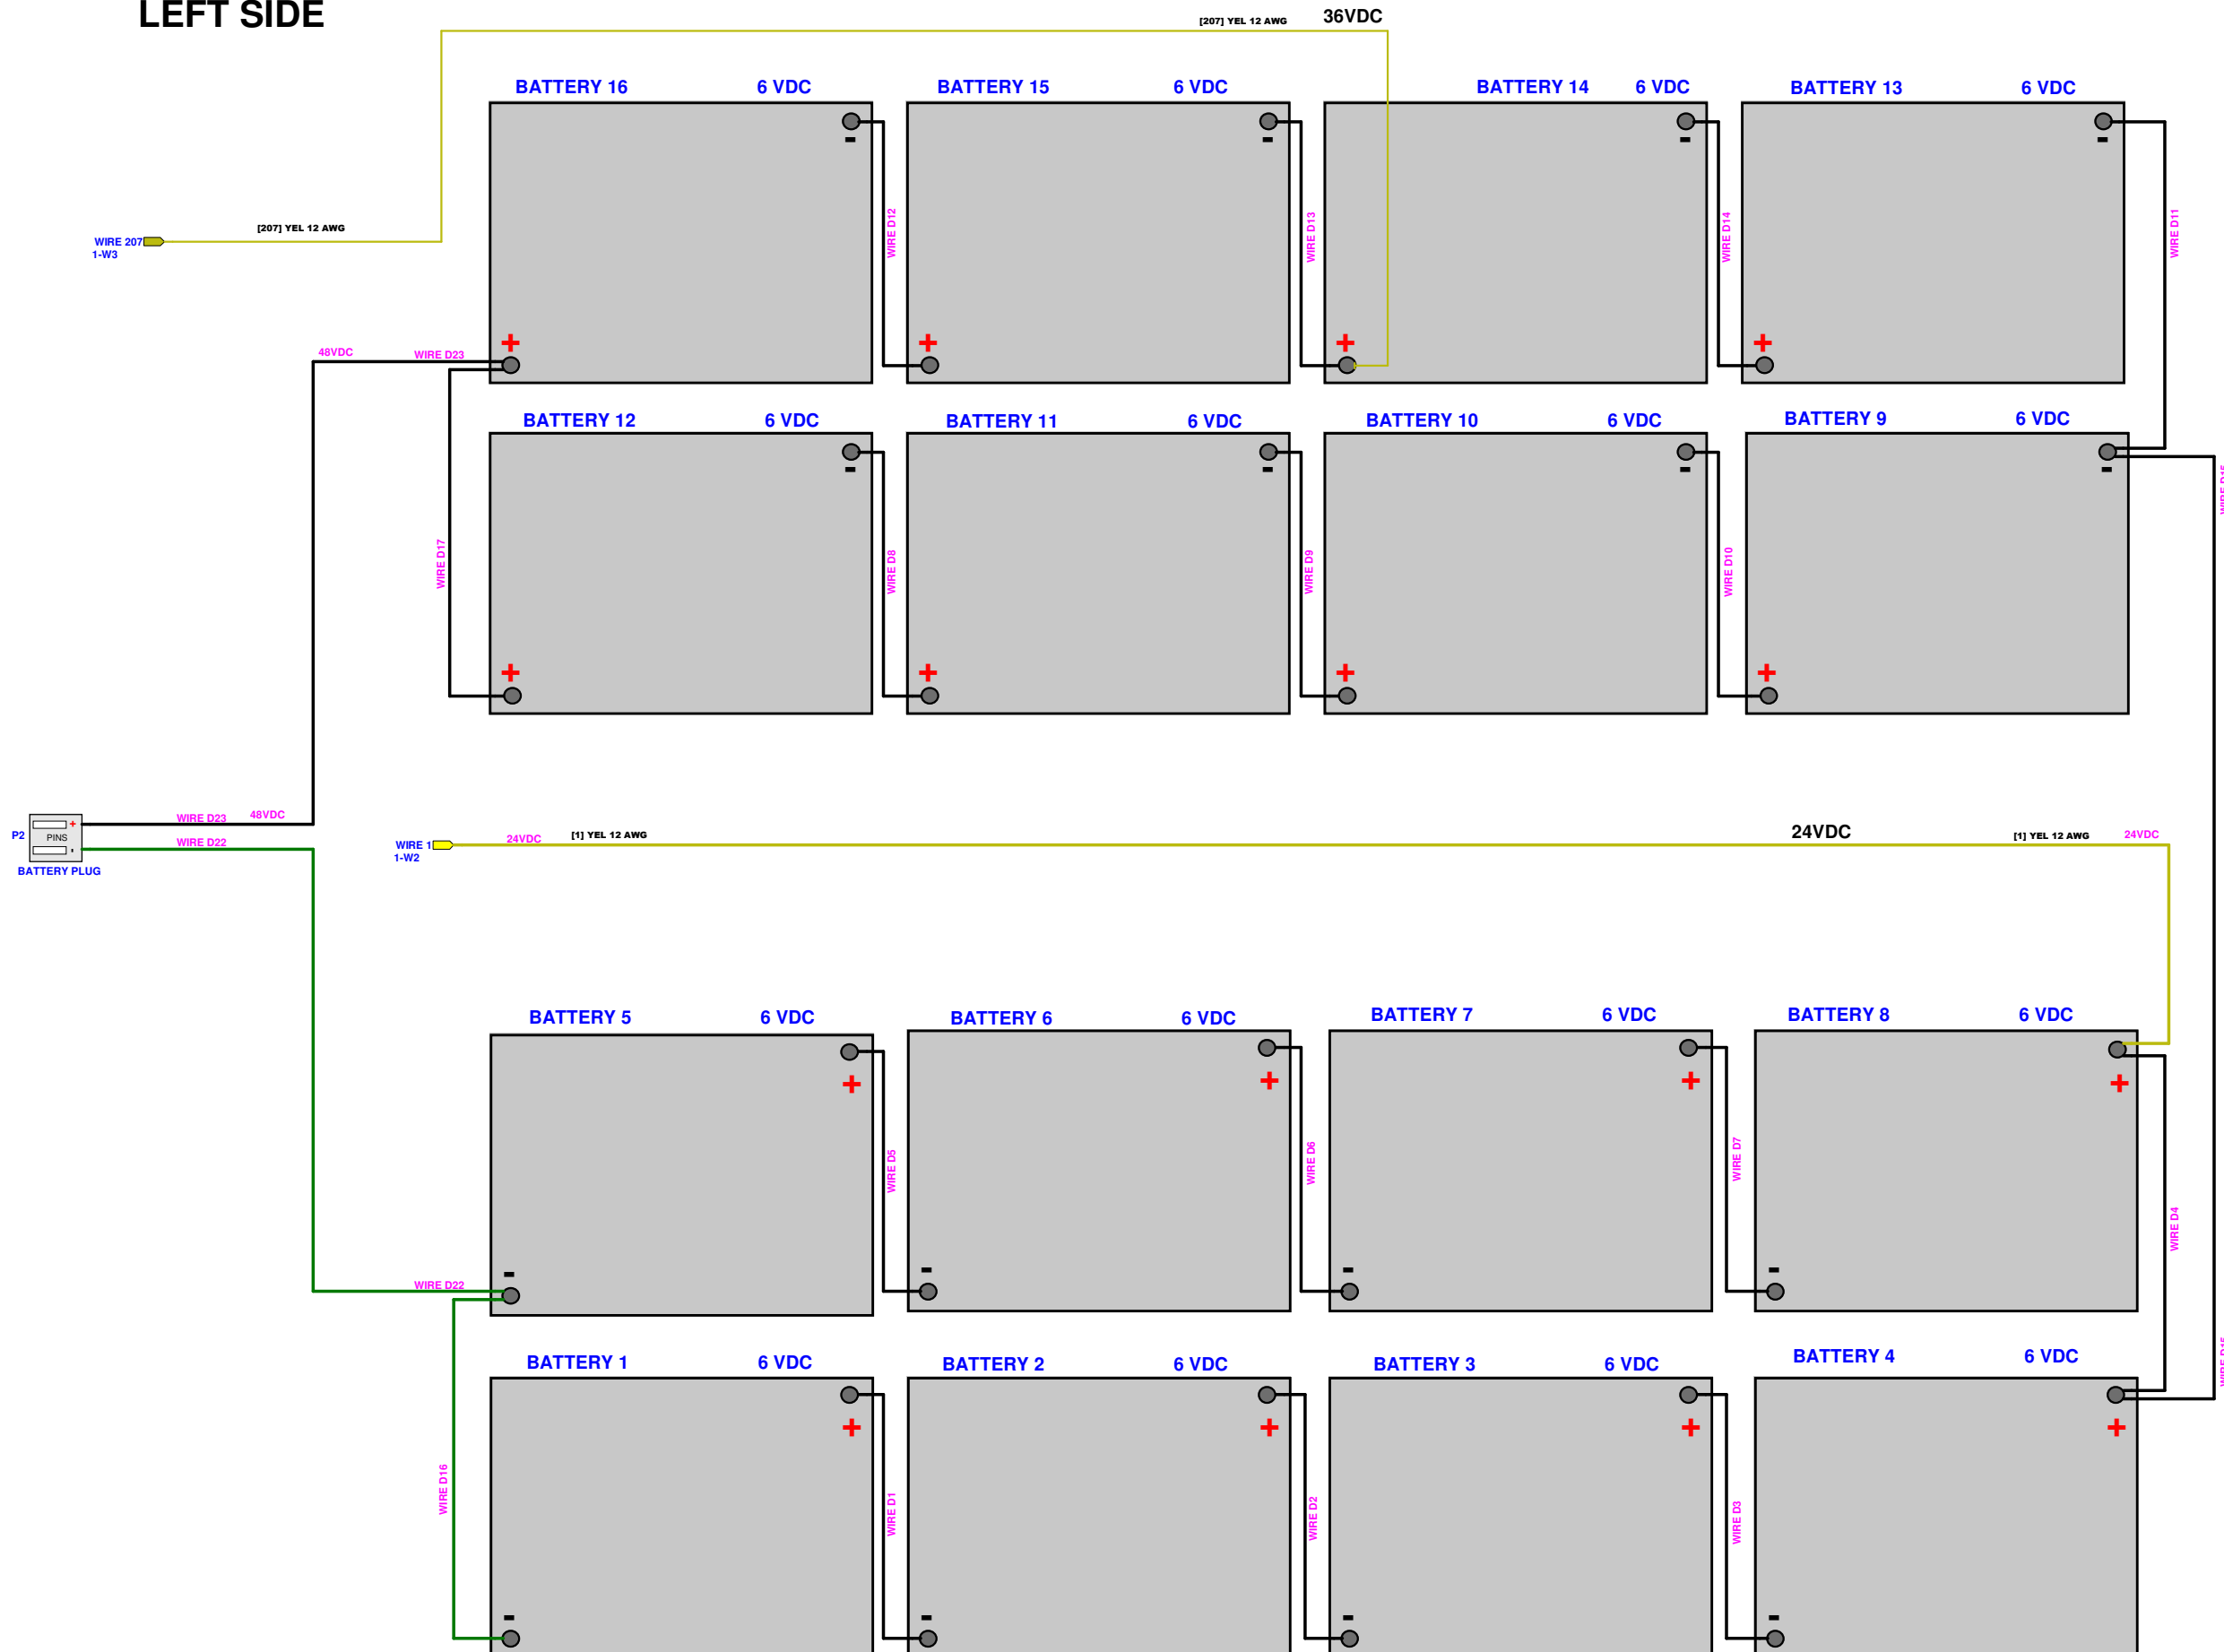 LEFT SIDE
[207] YEL 12 AWG 36VDC
BATTERY 16 6 VDC BATTERY 15 6 VDC BATTERY 14 6 VDC BATTERY 13 6 VDC
- - - -
WIRE D12 WIRE D13 WIRE D14 WIRE D11
[207] YEL 12 AWG
WIRE 207
1-W3
+ + + +
48VDC WIRE D23
BATTERY 12 6 VDC BATTERY 11 6 VDC BATTERY 10 6 VDC BATTERY 9 6 VDC
- - - -
WIRE D15
WIRE D17 WIRE D8 WIRE D9 WIRE D10
+ + + +
WIRE D23 48VDC
P2 + PINS -
WIRE D22
BATTERY PLUG
WIRE 1
1-W2
24VDC [1] YEL 12 AWG 24VDC [1] YEL 12 AWG 24VDC
BATTERY 5 6 VDC BATTERY 6 6 VDC BATTERY 7 6 VDC BATTERY 8 6 VDC
+ + + +
WIRE D5 WIRE D6 WIRE D7 WIRE D4
- - - -
WIRE D22
WIRE D15
BATTERY 1 6 VDC BATTERY 2 6 VDC BATTERY 3 6 VDC BATTERY 4 6 VDC
+ + + +
WIRE D16 WIRE D1 WIRE D2 WIRE D3
- - - -